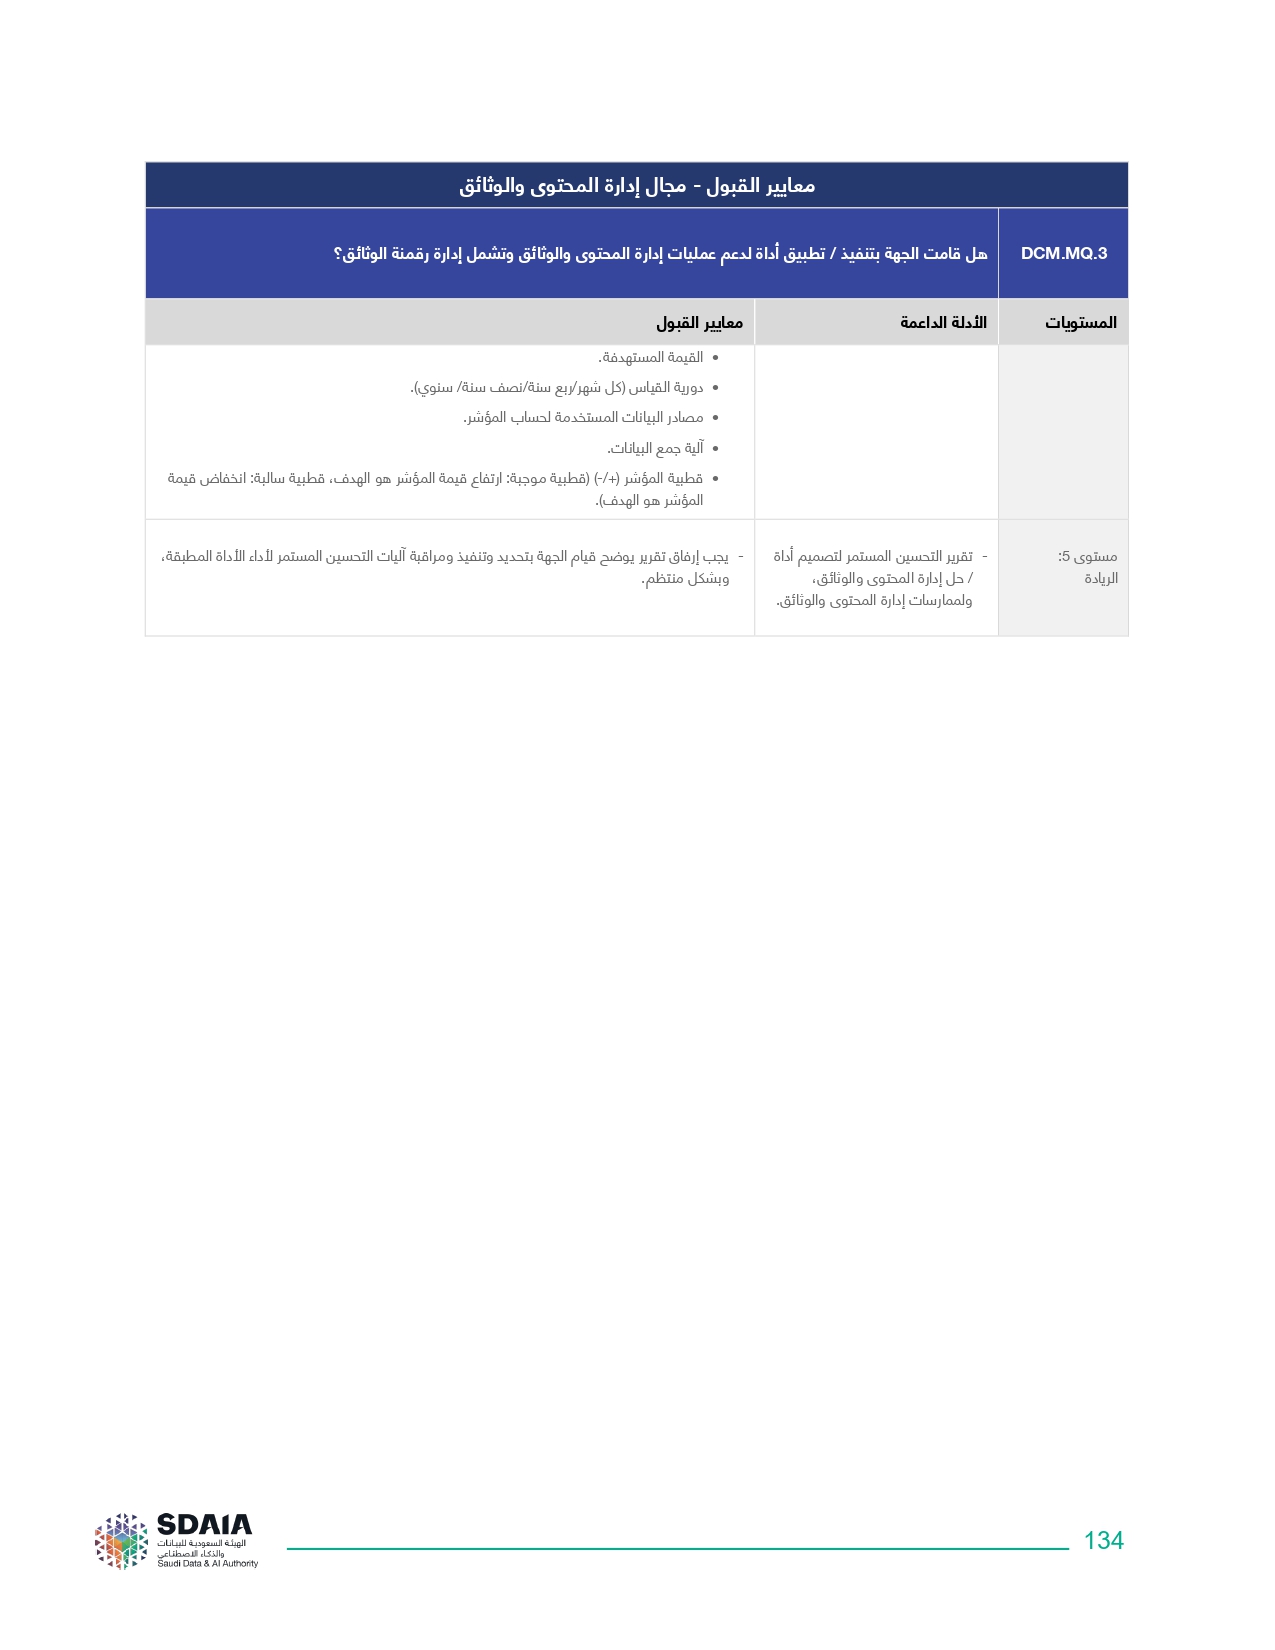 معايير القبول - مجال إدارة المحتوى والوثائق
DCM.MQ.3
هل قامت الجهة بتنفيذ / تطبيق أداة لدعم عمليات إدارة المحتوى والوثائق وتشمل إدارة رقمنة الوثائق؟
المستويات
الأدلة الداعمة
معايير القبول
• القيمة المستهدفة.
• دورية القياس (كل شهر/ربع سنة/نصف سنة/ سنوي).
• مصادر البيانات المستخدمة لحساب المؤشر.
• آلية جمع البيانات.
• قطبية المؤشر (+/-) (قطبية موجبة: ارتفاع قيمة المؤشر هو الهدف، قطبية سالبة: انخفاض قيمة
المؤشر هو الهدف).
مستوى 5:
الريادة
- تقرير التحسين المستمر لتصميم أداة
/ حل إدارة المحتوى والوثائق،
ولممارسات إدارة المحتوى والوثائق.
- يجب إرفاق تقرير يوضح قيام الجهة بتحديد وتنفيذ ومراقبة آليات التحسين المستمر لأداء الأداة المطبقة،
وبشكل منتظم.
SDAIA
الهيئة السعودية للبيانات
والذكاء الاصطناعي
Saudi Data & AI Authority
134